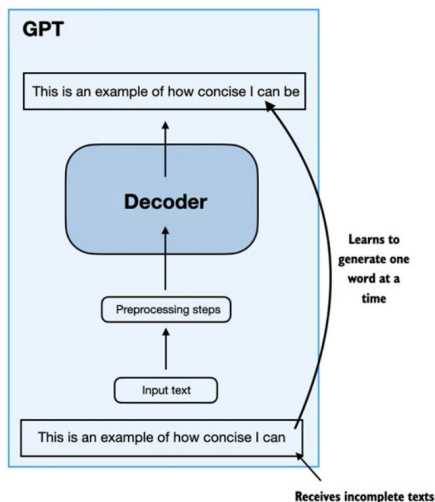 GPT
This is an example of how concise I can be
Decoder
Learns to
generate one
word at a
time
Preprocessing steps
Input text
This is an example of how concise I can
Receives incomplete texts